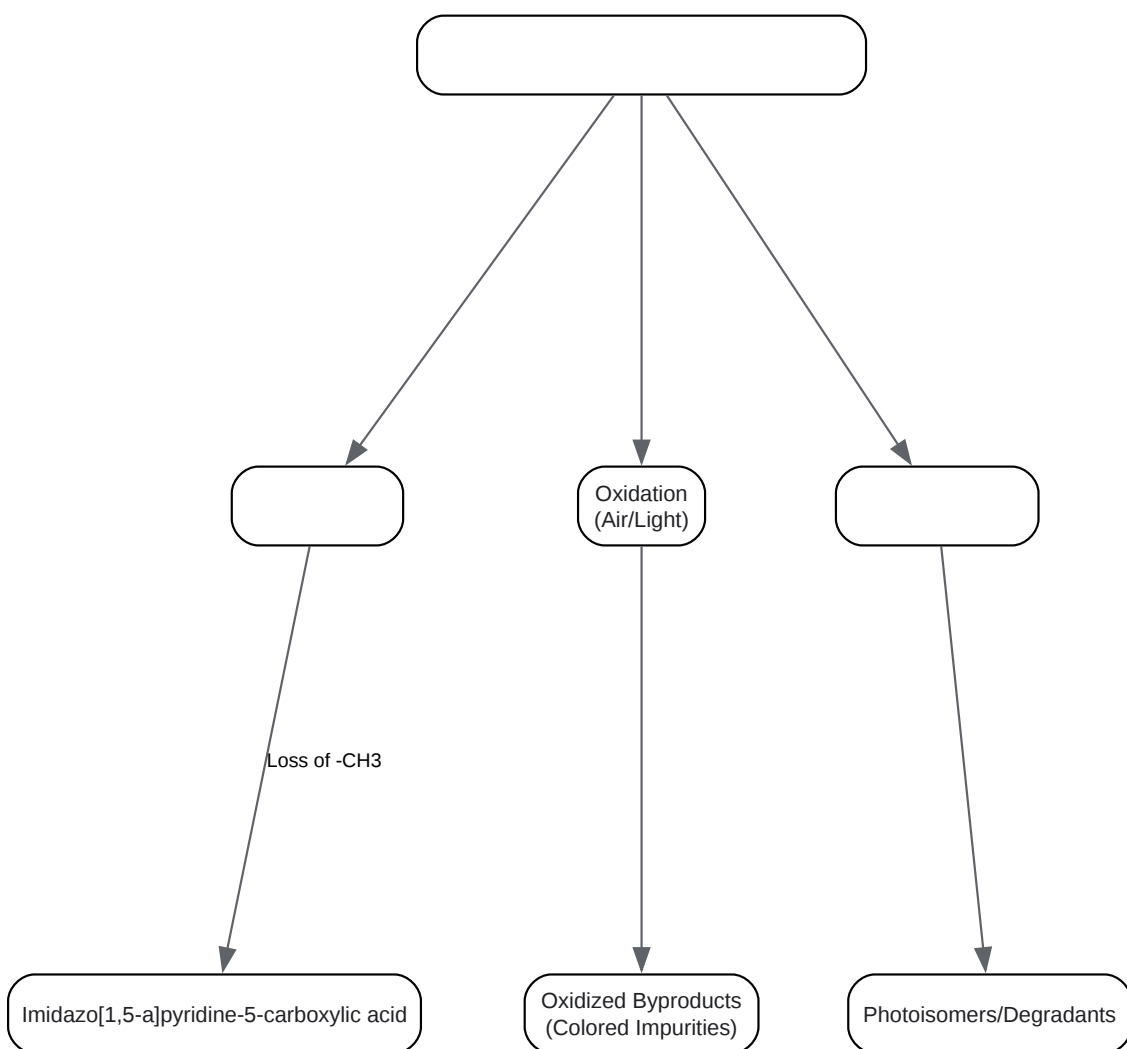 Oxidation
(Air/Light)
Loss of -CH3
Imidazo[1,5-a]pyridine-5-carboxylic acid
Oxidized Byproducts
(Colored Impurities)
Photoisomers/Degradants